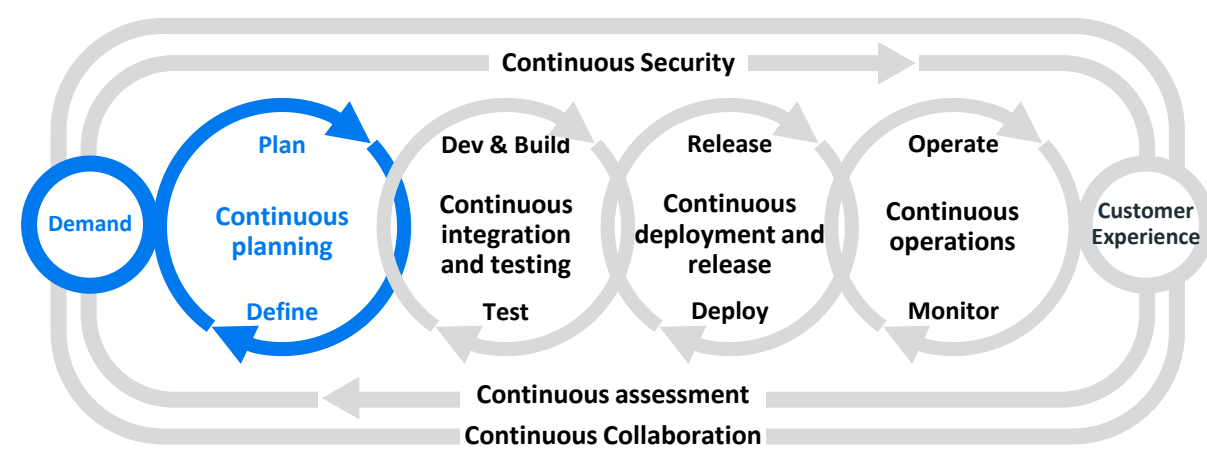 Continuous Security
Plan
Continuous
planning
Define
Demand
Dev & Build
Continuous
integration
and testing
Test
Release
Continuous
deployment and
release
Deploy
Operate
Continuous
operations
Monitor
Customer
Experience
Continuous assessment
Continuous Collaboration